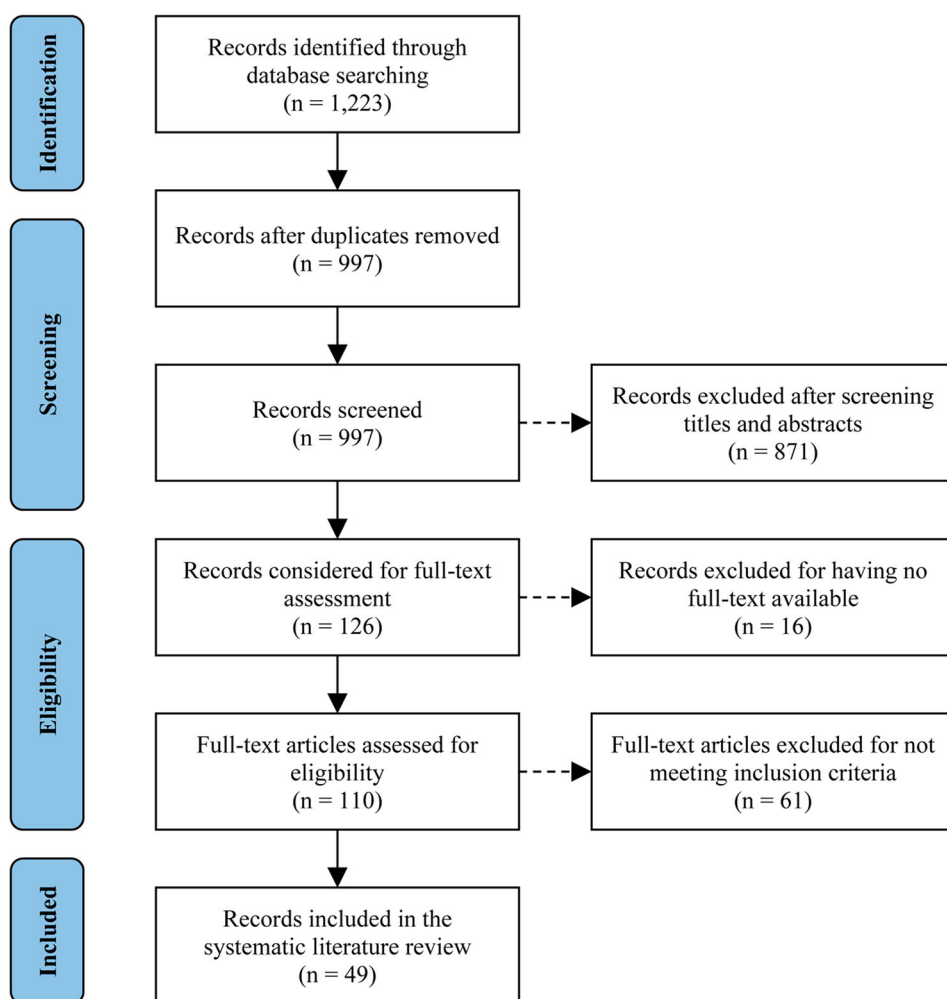 Identification
Records identified through
database searching
(n = 1,223)
Screening
Records after duplicates removed
(n = 997)
Records screened
(n = 997)
Records excluded after screening
titles and abstracts
(n = 871)
Eligibility
Records considered for full-text
assessment
(n = 126)
Records excluded for having no
full-text available
(n = 16)
Full-text articles assessed for
eligibility
(n = 110)
Full-text articles excluded for not
meeting inclusion criteria
(n = 61)
Included
Records included in the
systematic literature review
(n = 49)